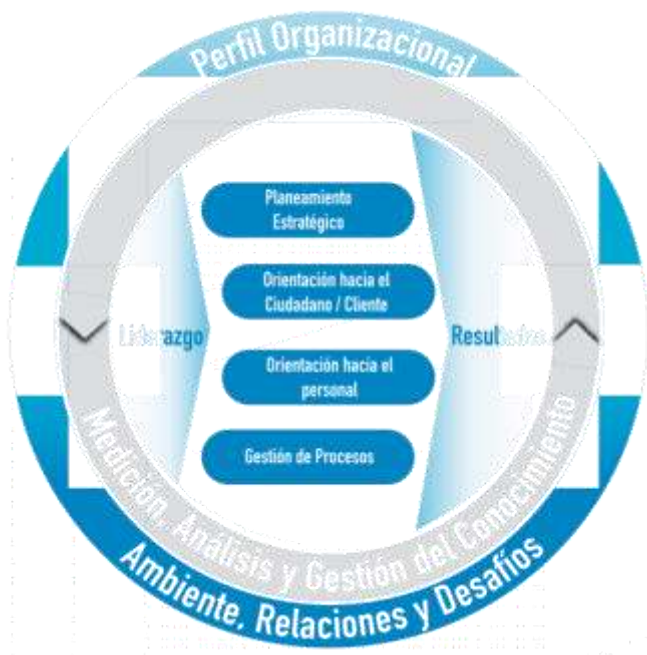 Perfil Organizacional
Planeamiento
Estratégico
Orientación hacia el
Ciudadano / Cliente
Liderazgo
Resultados
Orientación hacia el
personal
Gestión de Procesos
Medición, Análisis y Gestión del Conocimiento
Ambiente, Relaciones y Desafíos